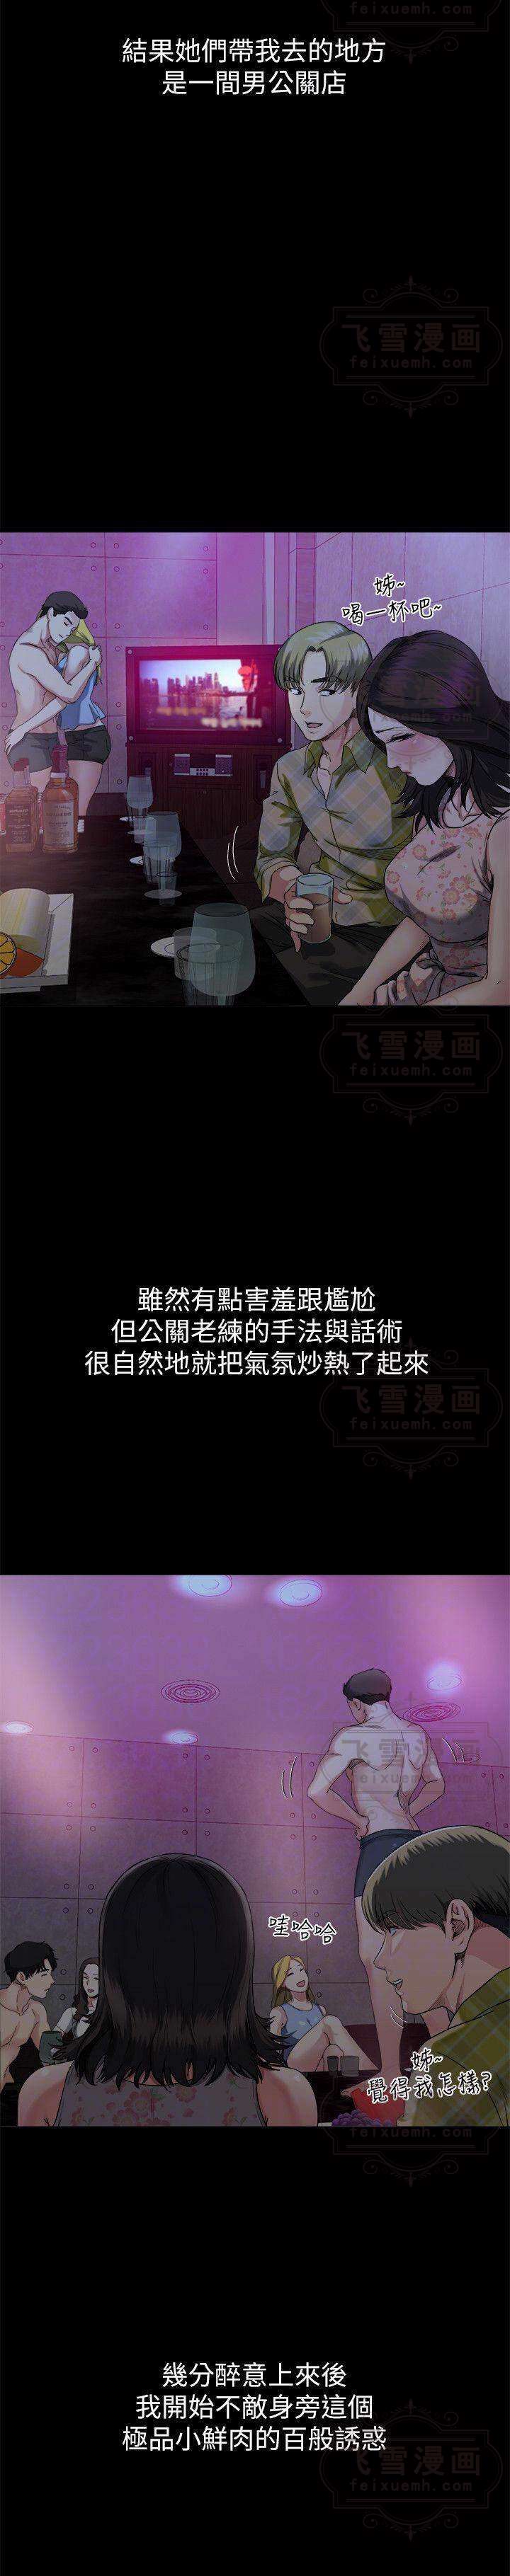 feixuemh.com
結果她們帶我去的地方
是一間男公關店
飞雪漫画
feixuemh.com
姊~
喝一杯吧~
飞雪漫画
feixuemh.com
雖然有點害羞跟尷尬
但公關老練的手法與話術
很自然地就把氣氛炒熱了起來
飞雪漫画
feixuemh.com
飞雪漫画
feixuemh.com
哇哈哈
姊~
覺得我怎樣?
feixuemh.com
幾分醉意上來後
我開始不敵身旁這個
極品小鮮肉的百般誘惑
飞雪漫画
feixuemh.com